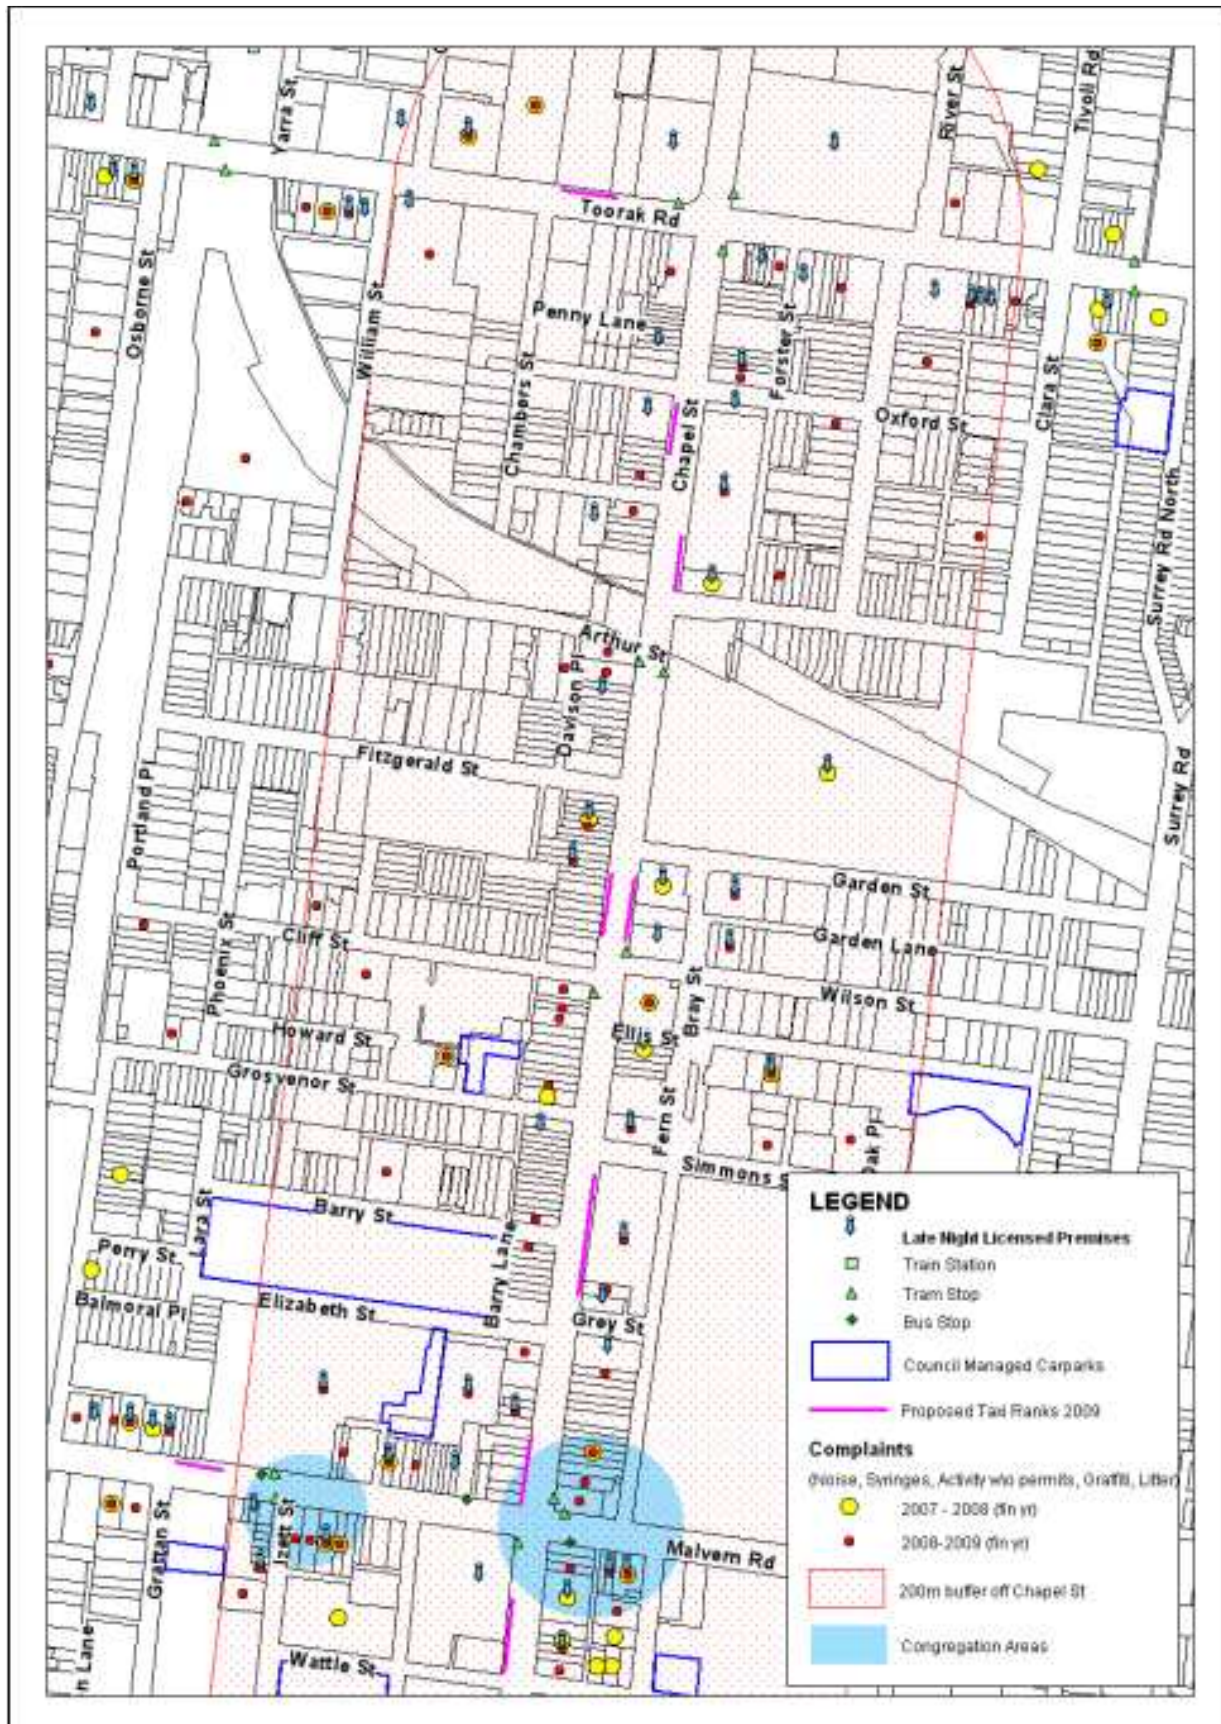 Yarra St
River St
Tivoli Rd
Toorak Rd
Osborne St
William St
Penny Lane
Forster St
Chambers St
Chapel St
Oxford St
Clara St
Surrey Rd North
Arthur St
Davison Pl
Fitzgerald St
Portland Pl
Surrey Rd
Garden St
Garden Lane
Cliff St
Phoenix St
Bray St
Wilson St
Howard St
Ellis St
Grosvenor St
Fern St
Oak Pl
Simmons S
Lara St
Barry St
Perry St
Barry Lane
Balmoral Pl
Elizabeth St
Grey St
Izett St
Grattan St
Malvern Rd
n Lane
Wattle St
LEGEND
Late Night Licensed Premises
Train Station
Tram Stop
Bus Stop
Council Managed Carparks
Proposed Taxi Ranks 2009
Complaints
(Noise, Syringes, Activity w/o permits, Graffiti, Litter)
2007 - 2008 (fin yr)
2008-2009 (fin yr)
200m buffer off Chapel St
Congregation Areas